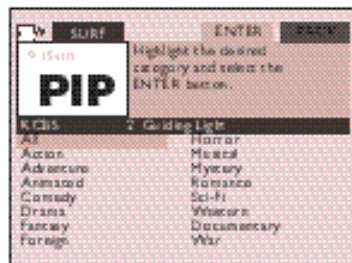 SURF ENTER BACK
Highlight the desired
category and select the
ENTER button.
PIP
KCBS 2 Guiding Light
All Horror
Action Musical
Adventure Mystery
Animated Romance
Comedy Sci-Fi
Drama Western
Fantasy Documentary
Foreign War